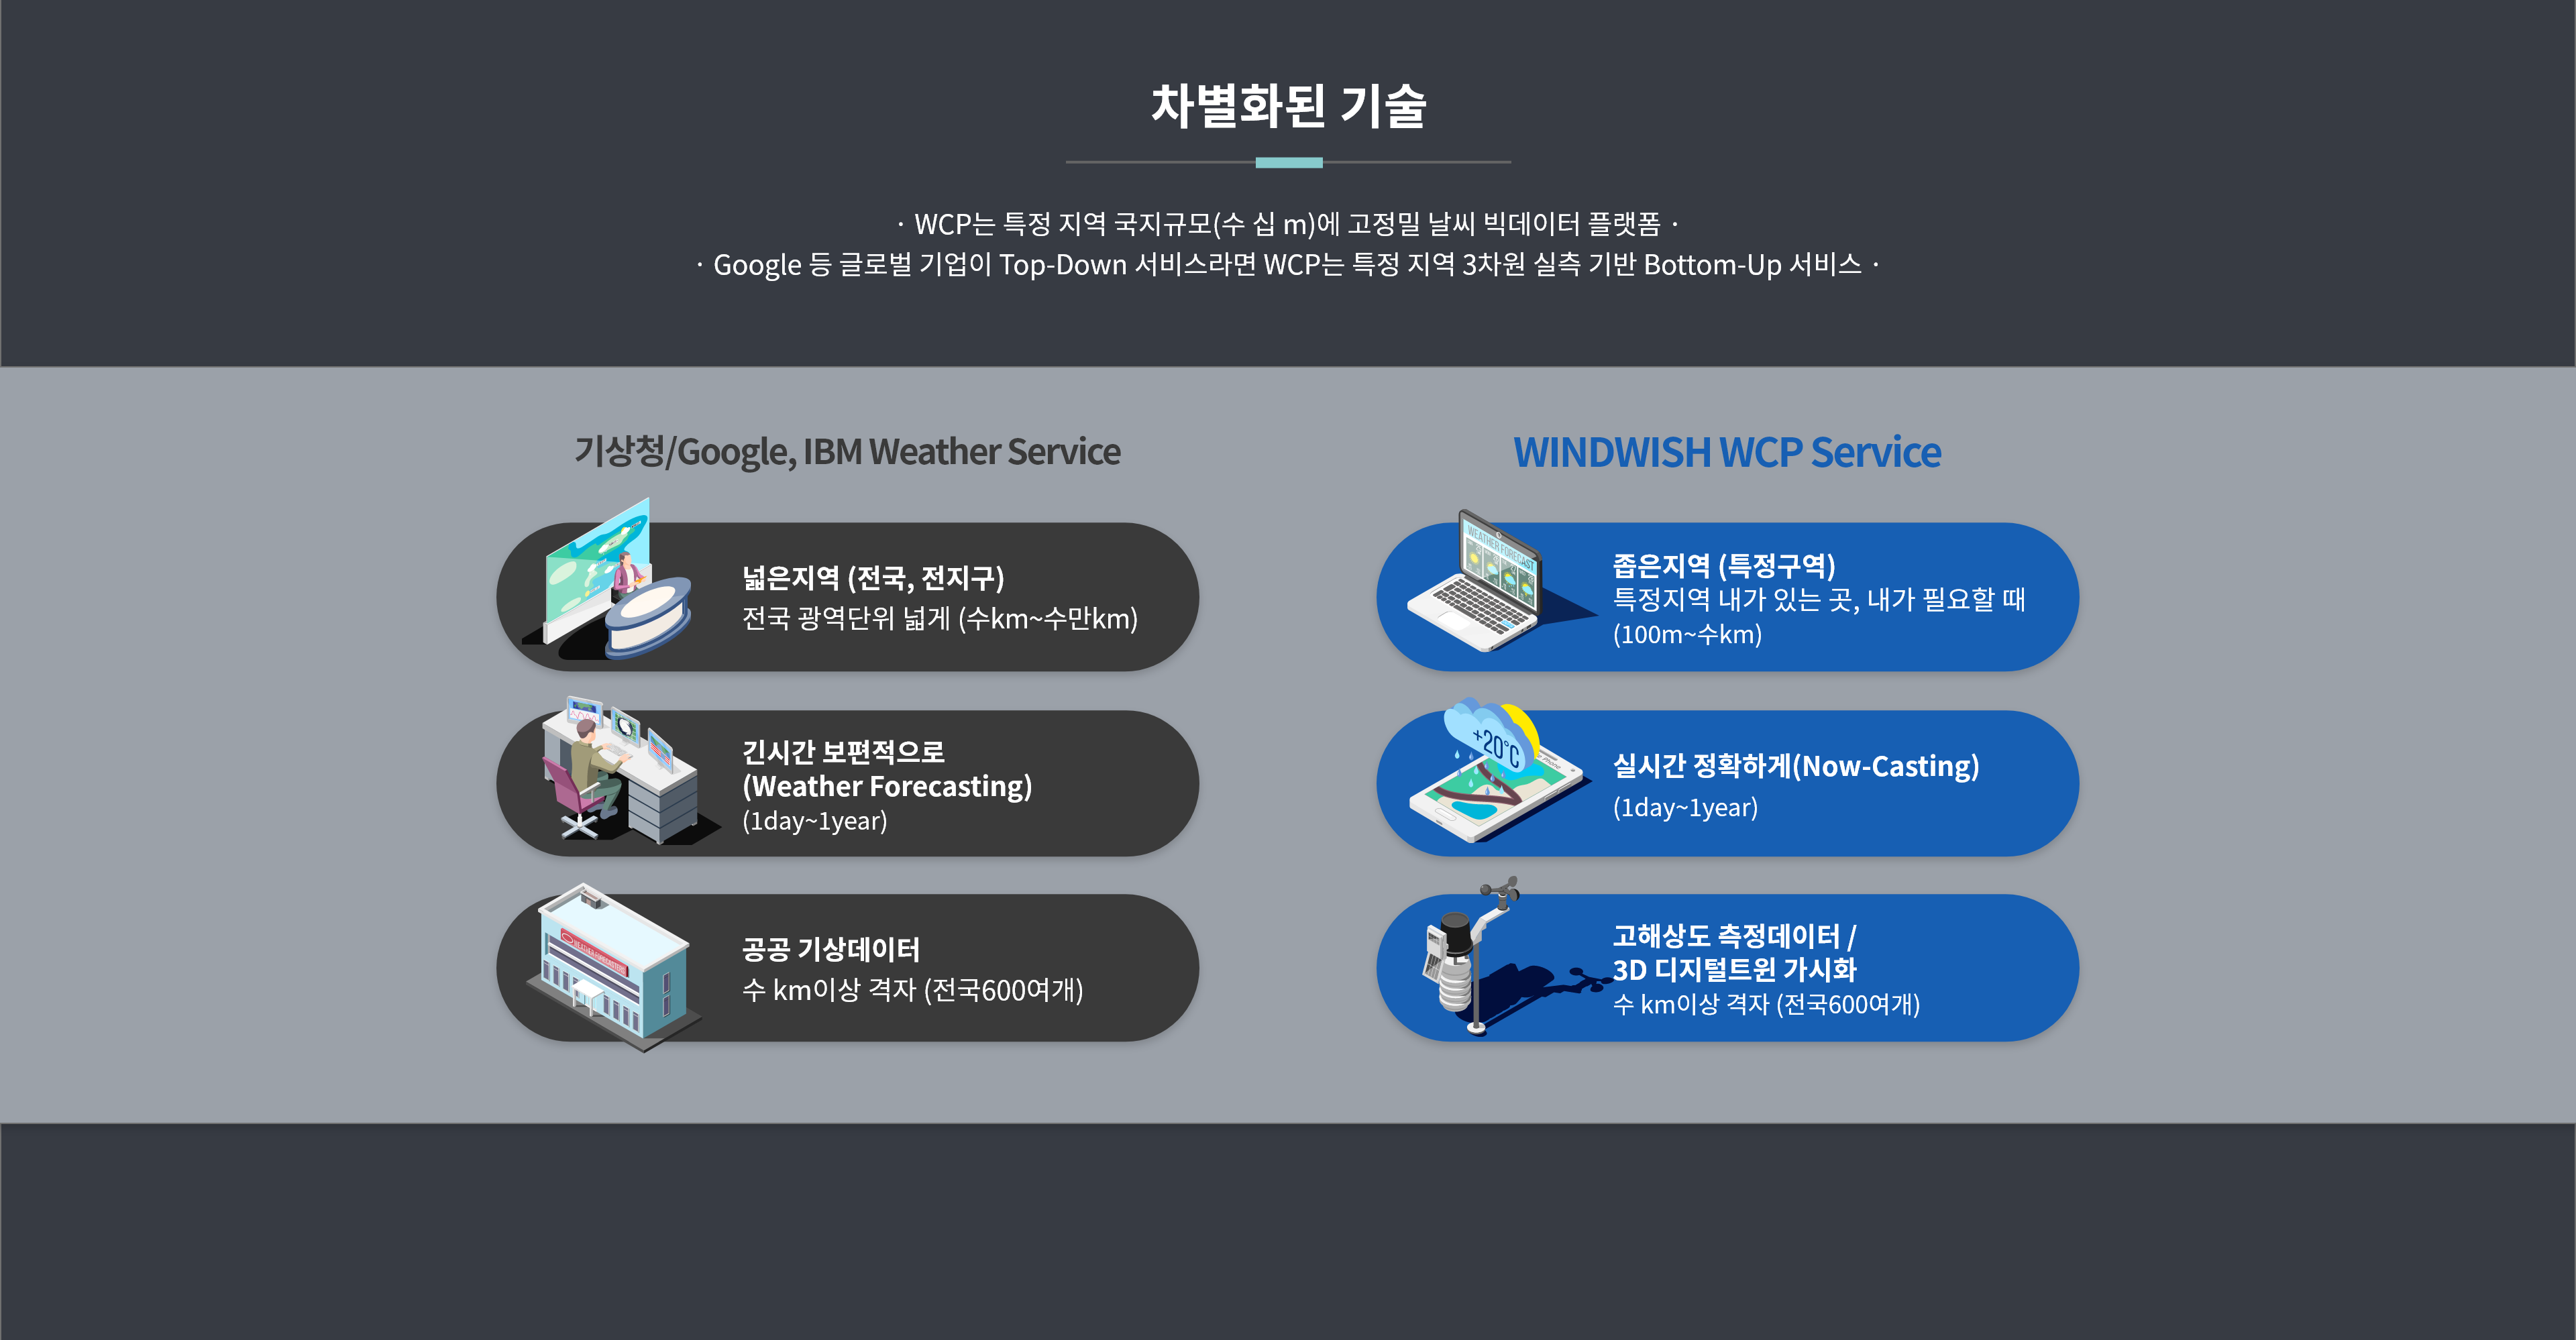 차별화된 기술
· WCP는 특정 지역 국지규모(수 십 m)에 고정밀 날씨 빅데이터 플랫폼 ·
· Google 등 글로벌 기업이 Top-Down 서비스라면 WCP는 특정 지역 3차원 실측 기반 Bottom-Up 서비스 ·
기상청/Google, IBM Weather Service
넓은지역 (전국, 전지구)
전국 광역단위 넓게 (수km~수만km)
긴시간 보편적으로
(Weather Forecasting)
(1day~1year)
공공 기상데이터
수 km이상 격자 (전국600여개)
WINDWISH WCP Service
WEATHER FORECAST
좁은지역 (특정구역)
특정지역 내가 있는 곳, 내가 필요할 때
(100m~수km)
+20°C
실시간 정확하게(Now-Casting)
(1day~1year)
고해상도 측정데이터 /
3D 디지털트윈 가시화
수 km이상 격자 (전국600여개)